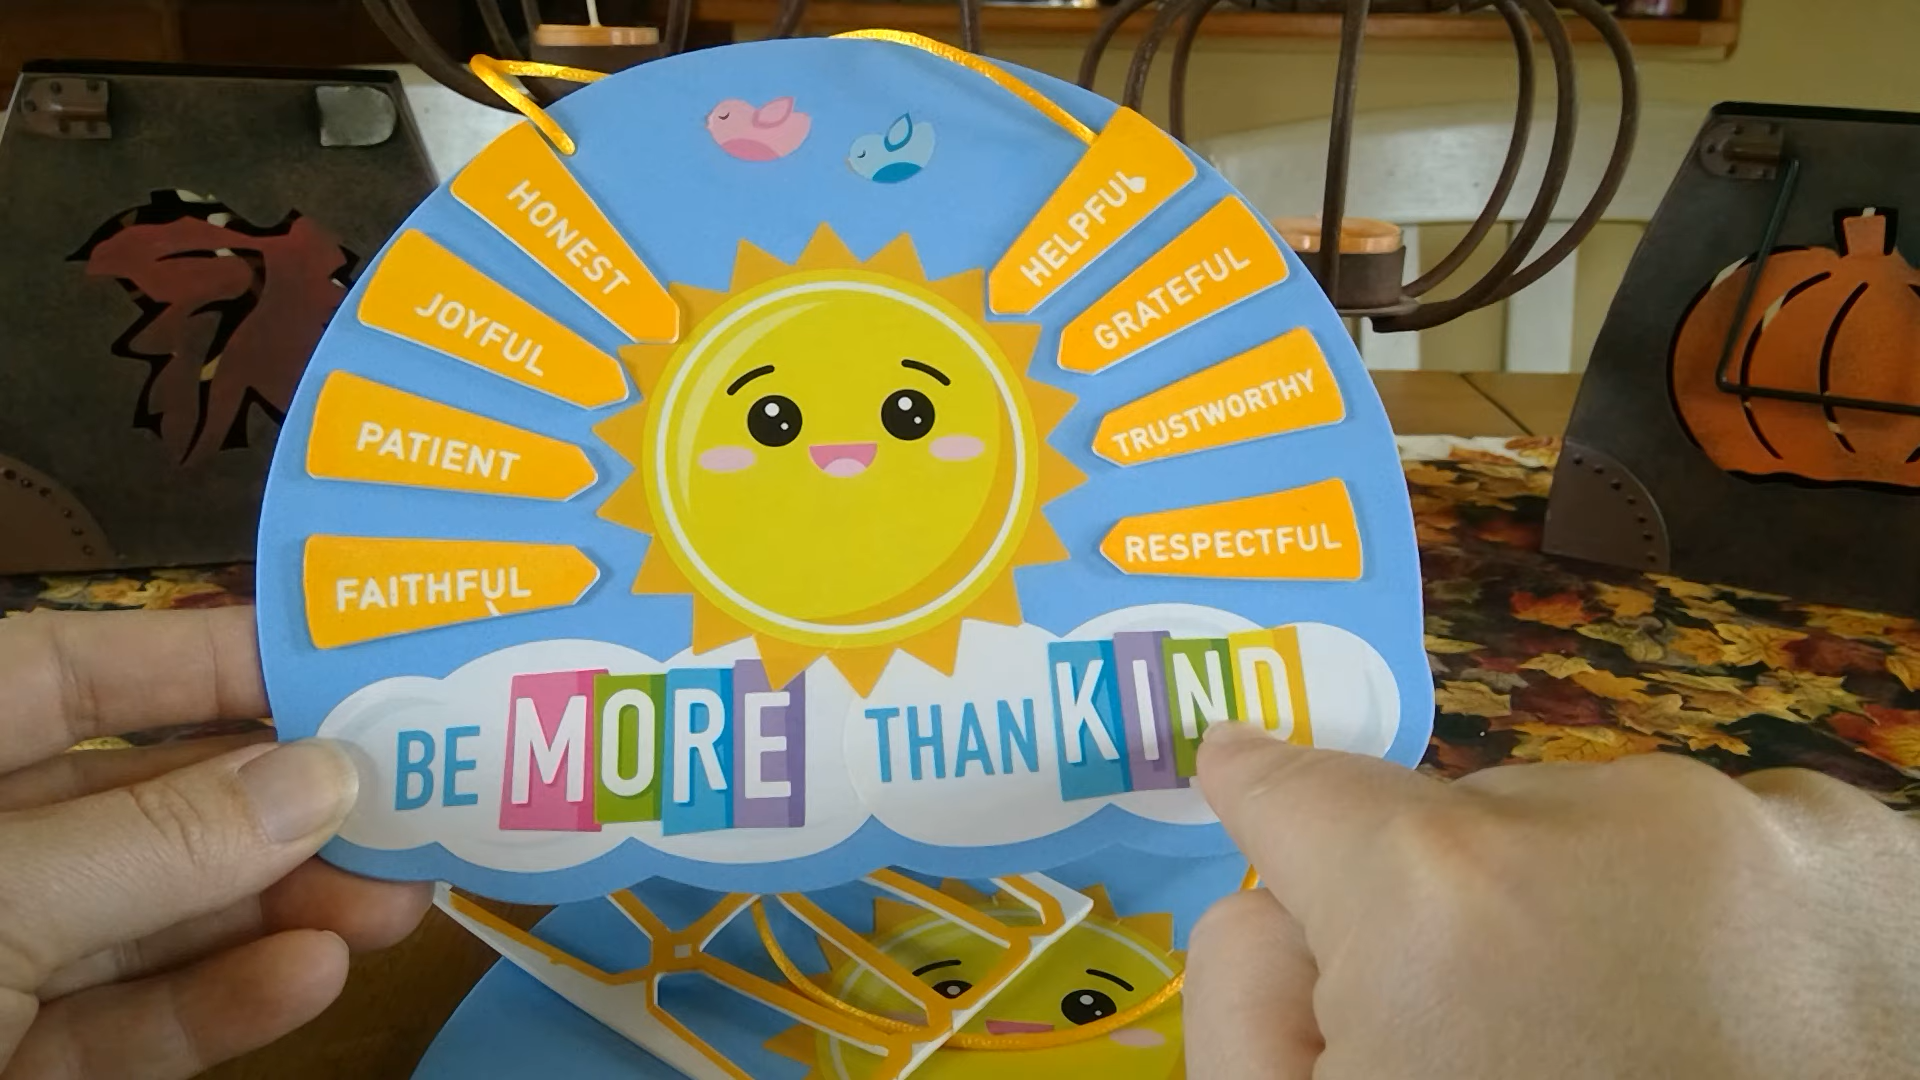 HONEST
JOYFUL
PATIENT
FAITHFUL
HELPFUL
GRATEFUL
TRUSTWORTHY
RESPECTFUL
BE MORE THAN KIND